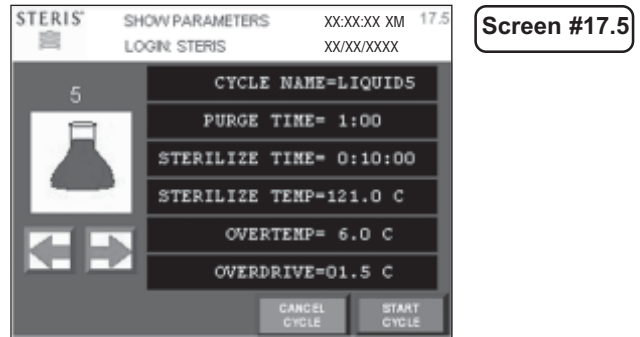 STERIS SHOW PARAMETERS XX:XX:XX XM 17.5
LOGIN: STERIS XX/XX/XXXX
Screen #17.5
5
CYCLE NAME=LIQUID5
PURGE TIME= 1:00
STERILIZE TIME= 0:10:00
STERILIZE TEMP=121.0 C
OVERTEMP= 6.0 C
OVERDRIVE=01.5 C
CANCEL CYCLE
START CYCLE